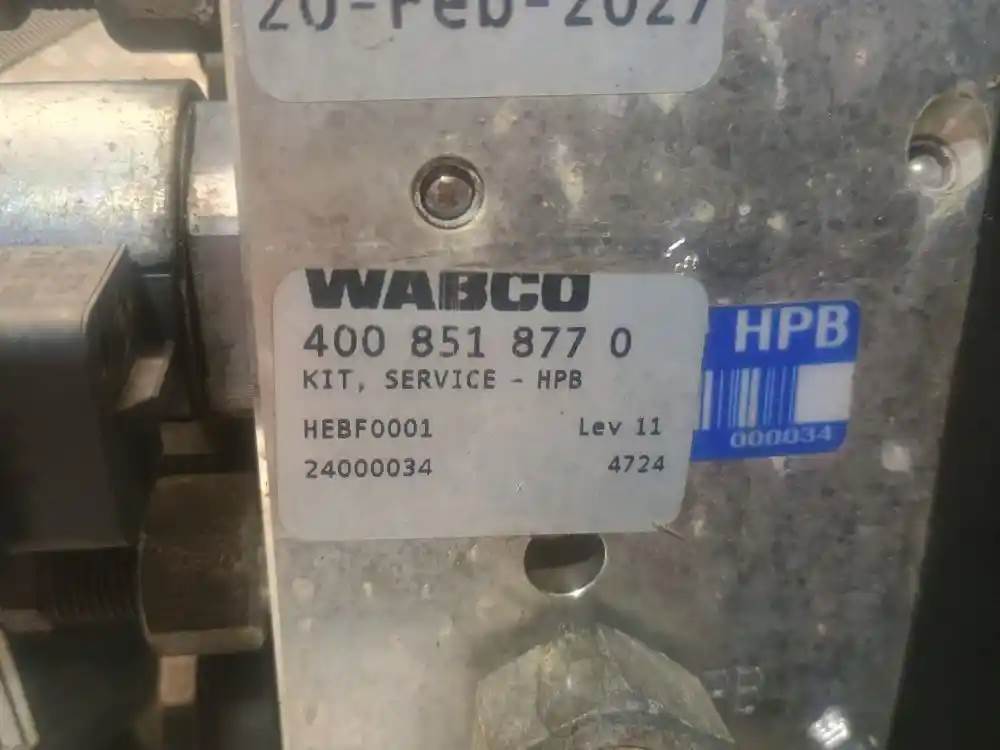 20-Feb-2027
WABCO
400 851 877 0
KIT, SERVICE - HPB
HEBF0001
Lev 11
24000034
4724
HPB
000034